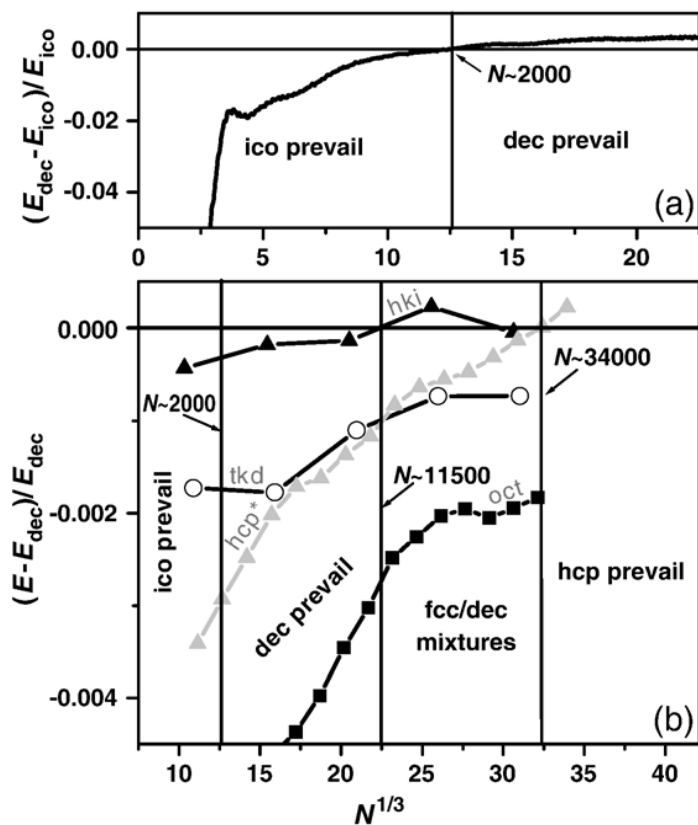 (E_dec-E_ico)/E_ico
0.00
-0.02
-0.04
N~2000
ico prevail
dec prevail
(a)
0
5
10
15
20
(E-E_dec)/E_dec
0.000
-0.002
-0.004
hki
N~2000
N~34000
tkd
hcp*
N~11500
oct
ico prevail
dec prevail
fcc/dec
mixtures
hcp prevail
(b)
10
15
20
25
30
35
40
N^1/3